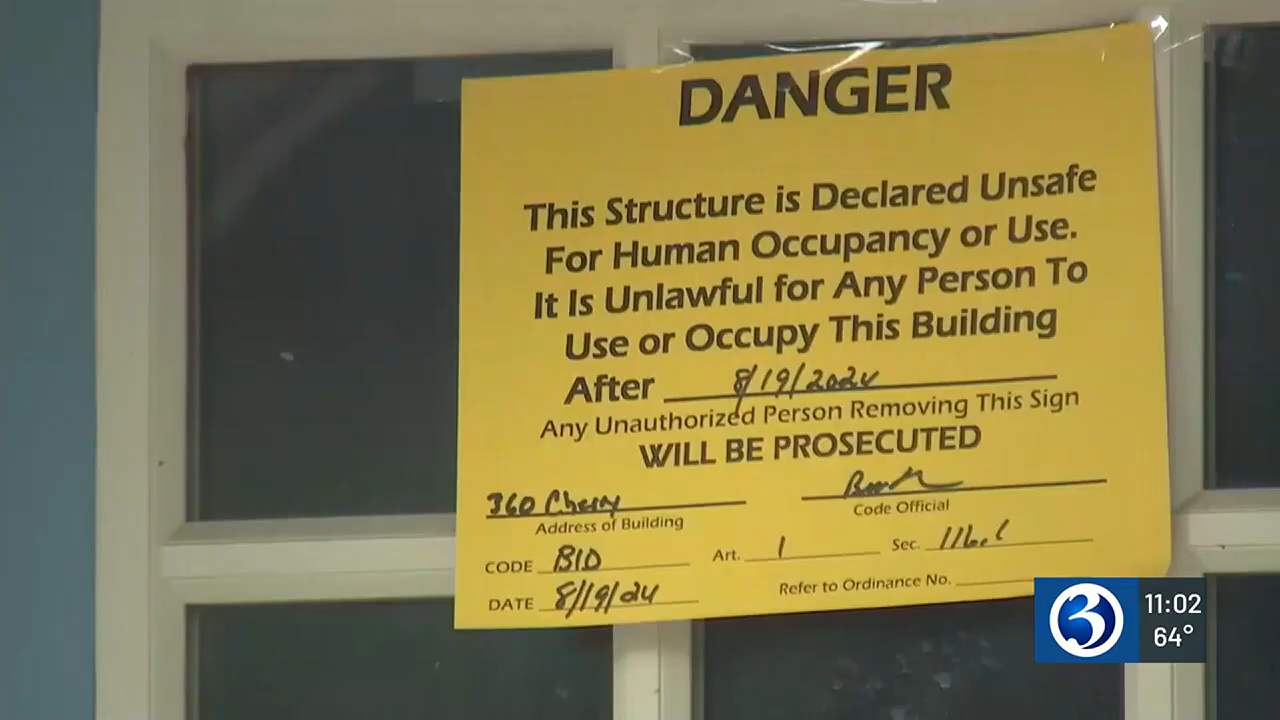 DANGER
This Structure is Declared Unsafe
For Human Occupancy or Use.
It Is Unlawful for Any Person To
Use or Occupy This Building
After 8/19/2024
Any Unauthorized Person Removing This Sign
WILL BE PROSECUTED
360 Cherry
Address of Building
Code Official
CODE BID Art. 1 Sec. 116.1
DATE 8/19/24 Refer to Ordinance No.
3 11:02
64°